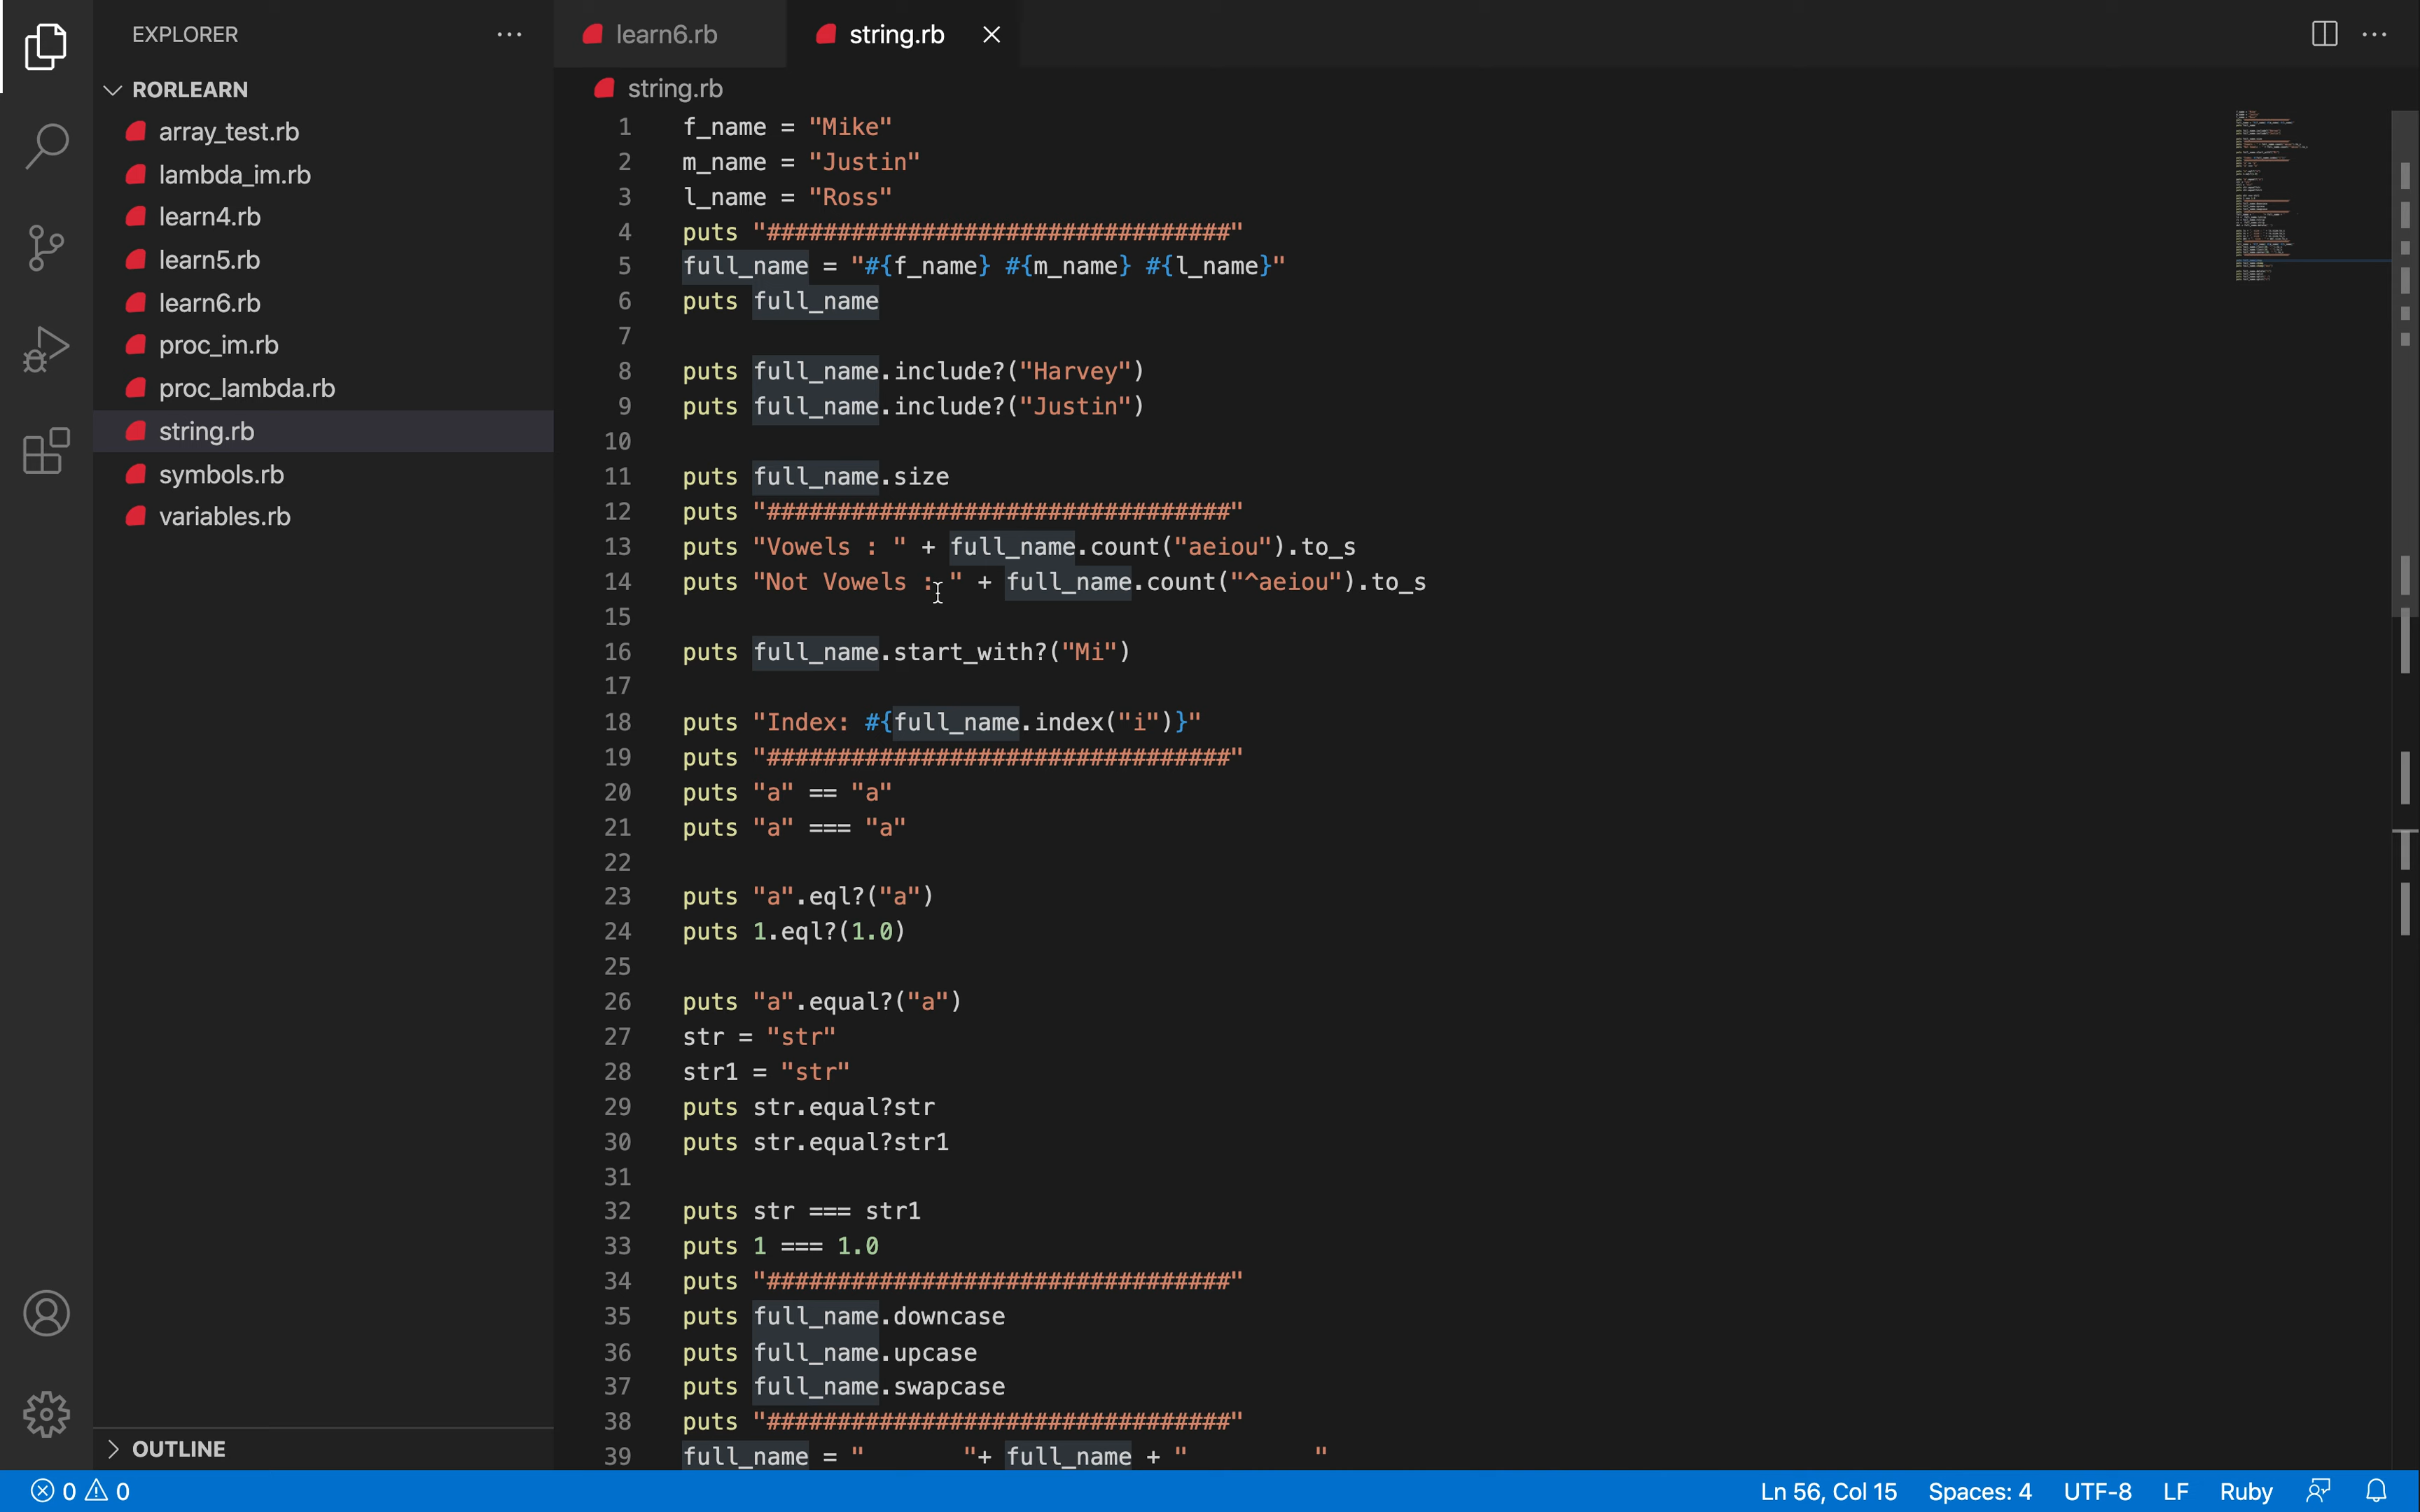 EXPLORER
RORLEARN
array_test.rb
lambda_im.rb
learn4.rb
learn5.rb
learn6.rb
proc_im.rb
proc_lambda.rb
string.rb
symbols.rb
variables.rb
OUTLINE
learn6.rb
string.rb
string.rb
1 f_name = "Mike"
2 m_name = "Justin"
3 l_name = "Ross"
4 puts "#################################"
5 full_name = "#{f_name} #{m_name} #{l_name}"
6 puts full_name
7
8 puts full_name.include?("Harvey")
9 puts full_name.include?("Justin")
10
11 puts full_name.size
12 puts "#################################"
13 puts "Vowels : " + full_name.count("aeiou").to_s
14 puts "Not Vowels : " + full_name.count("^aeiou").to_s
15
16 puts full_name.start_with?("Mi")
17
18 puts "Index: #{full_name.index("i")}"
19 puts "#################################"
20 puts "a" == "a"
21 puts "a" === "a"
22
23 puts "a".eql?("a")
24 puts 1.eql?(1.0)
25
26 puts "a".equal?("a")
27 str = "str"
28 str1 = "str"
29 puts str.equal?str
30 puts str.equal?str1
31
32 puts str === str1
33 puts 1 === 1.0
34 puts "#################################"
35 puts full_name.downcase
36 puts full_name.upcase
37 puts full_name.swapcase
38 puts "#################################"
39 full_name = "       "+ full_name + "         "
0 0
Ln 56, Col 15 Spaces: 4 UTF-8 LF Ruby